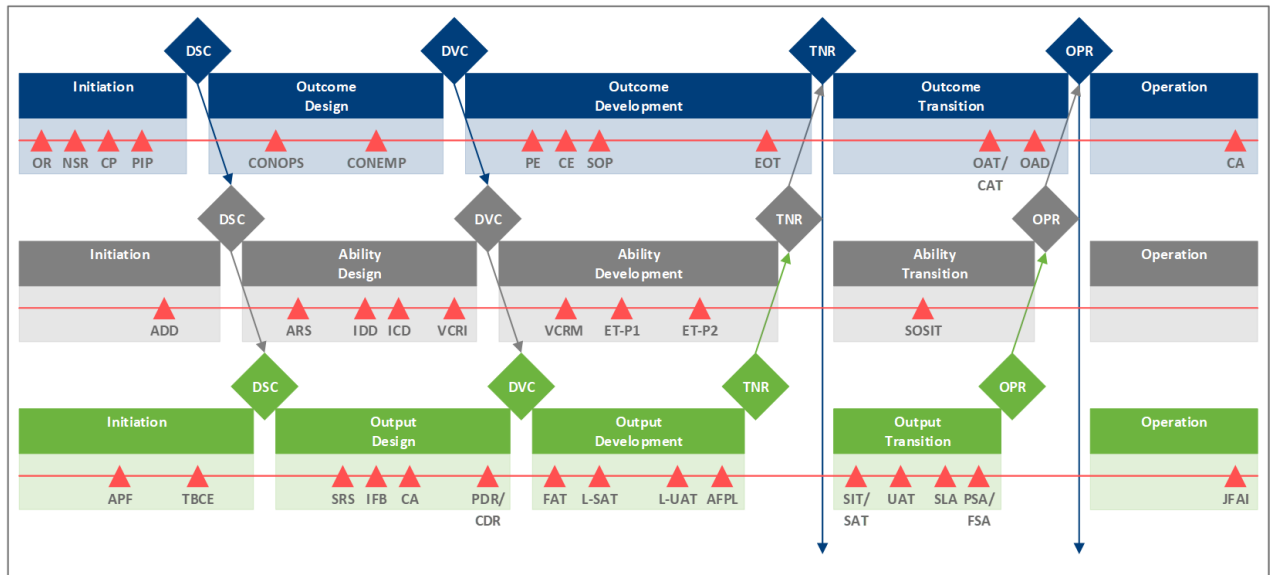 DSC
DVC
TNR
OPR
Initiation
Outcome
Design
Outcome
Development
Outcome
Transition
Operation
OR
NSR
CP
PIP
CONOPS
CONEMP
PE
CE
SOP
EOT
OAT/
CAT
OAD
CA
DSC
DVC
TNR
OPR
Initiation
Ability
Design
Ability
Development
Ability
Transition
Operation
ADD
ARS
IDD
ICD
VCRI
VCRM
ET-P1
ET-P2
SOSIT
DSC
DVC
TNR
OPR
Initiation
Output
Design
Output
Development
Output
Transition
Operation
APF
TBCE
SRS
IFB
CA
PDR/
CDR
FAT
L-SAT
L-UAT
AFPL
SIT/
SAT
UAT
SLA
PSA/
FSA
JFAI